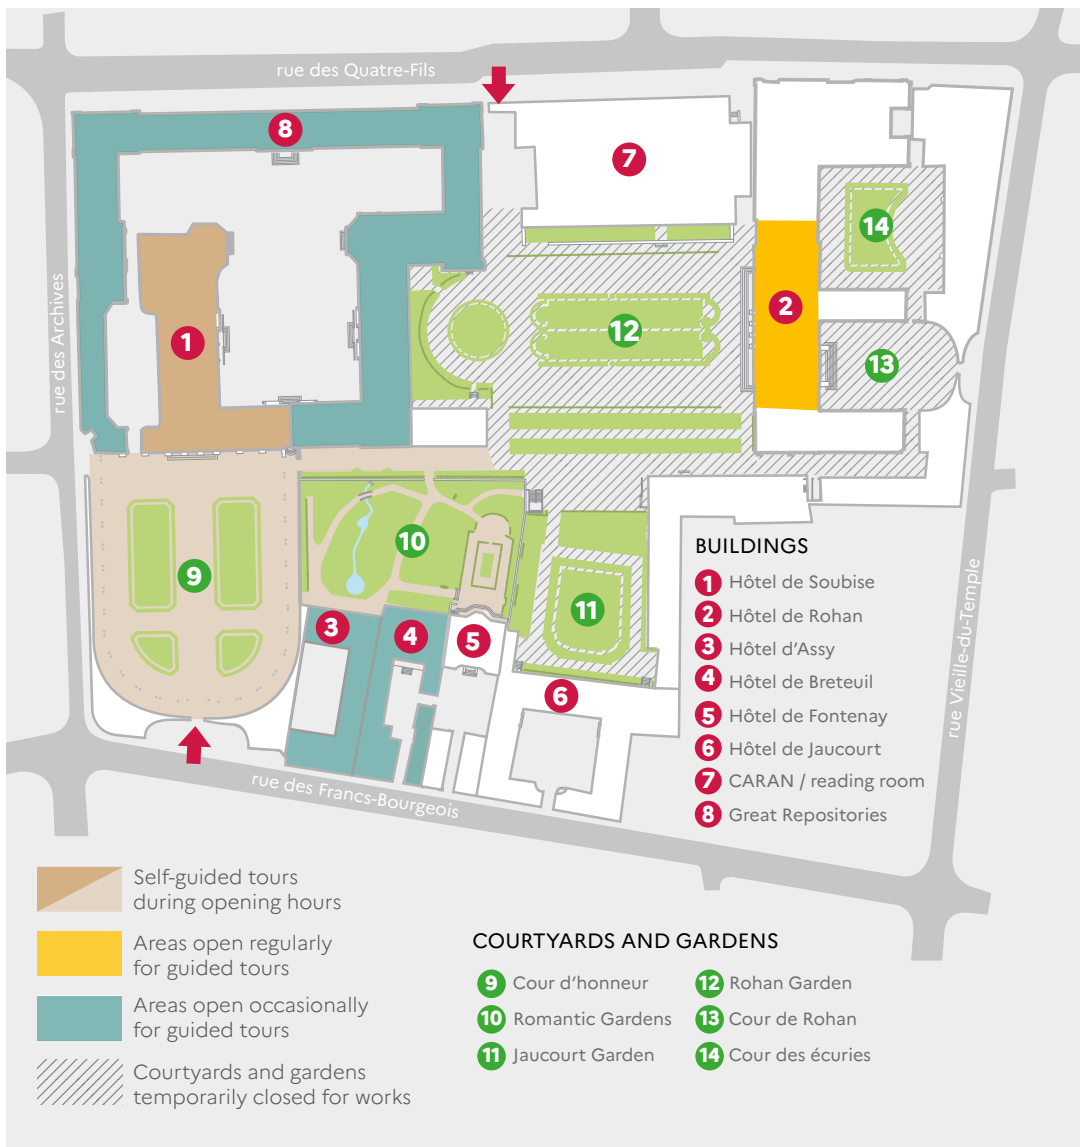 rue des Quatre-Fils
8
7
14
rue des Archives
2
1
12
13
10
9
11
3
4
5
6
rue Vieille-du-Temple
rue des Francs-Bourgeois
BUILDINGS
1 Hôtel de Soubise
2 Hôtel de Rohan
3 Hôtel d'Assy
4 Hôtel de Breteuil
5 Hôtel de Fontenay
6 Hôtel de Jaucourt
7 CARAN / reading room
8 Great Repositories
Self-guided tours
during opening hours
Areas open regularly
for guided tours
Areas open occasionally
for guided tours
Courtyards and gardens
temporarily closed for works
COURTYARDS AND GARDENS
9 Cour d'honneur
10 Romantic Gardens
11 Jaucourt Garden
12 Rohan Garden
13 Cour de Rohan
14 Cour des écuries